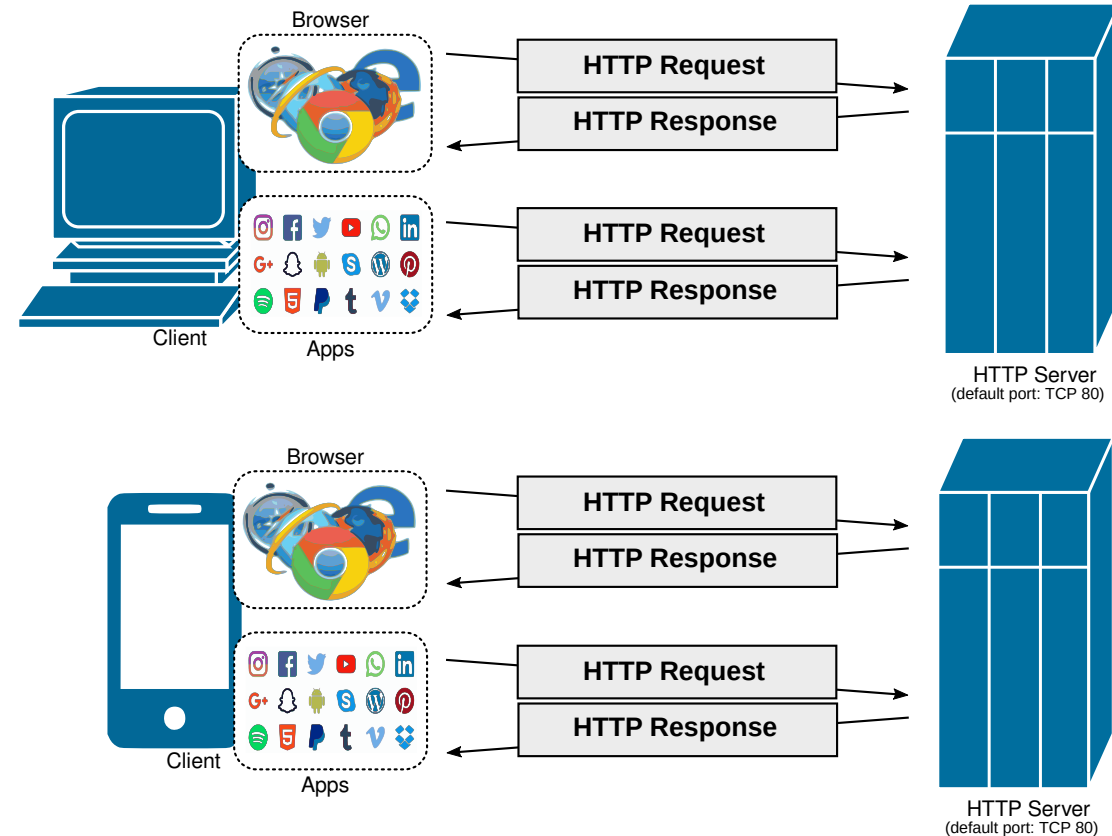 Browser
HTTP Request
HTTP Response
HTTP Request
HTTP Response
Client
Apps
HTTP Server
(default port: TCP 80)
Browser
HTTP Request
HTTP Response
HTTP Request
HTTP Response
Client
Apps
HTTP Server
(default port: TCP 80)